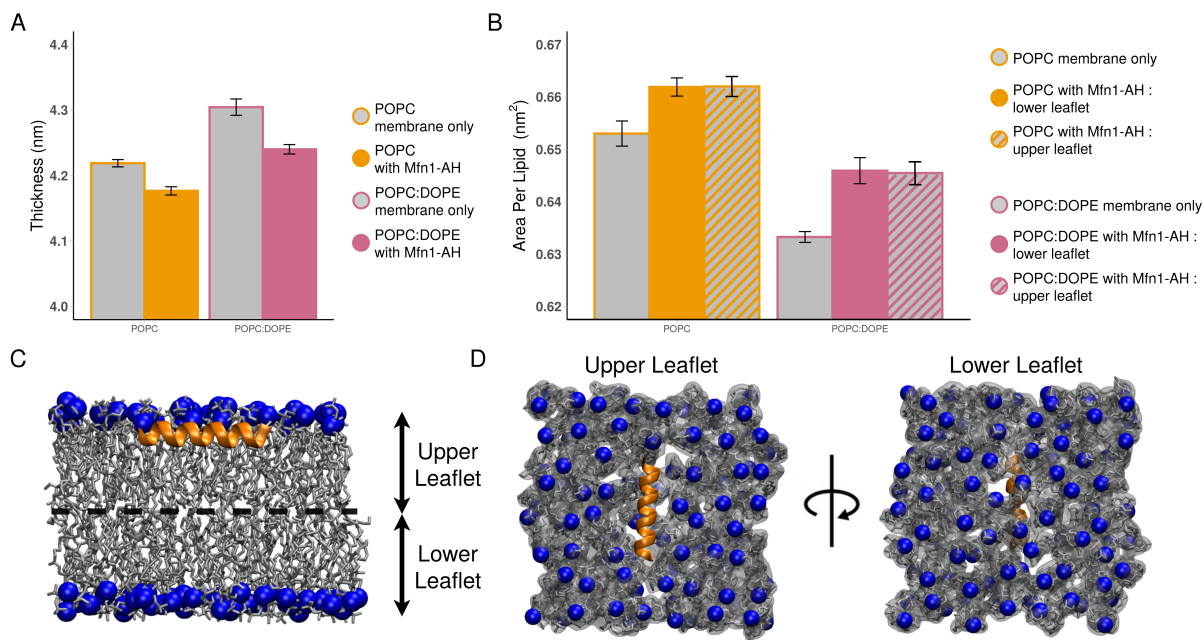 A
Thickness (nm)
4.4
4.3
4.2
4.1
4.0
POPC
POPC:DOPE
POPC
membrane only
POPC
with Mfn1-AH
POPC:DOPE
membrane only
POPC:DOPE
with Mfn1-AH
B
Area Per Lipid (nm²)
0.67
0.66
0.65
0.64
0.63
0.62
POPC
POPC:DOPE
POPC membrane only
POPC with Mfn1-AH :
lower leaflet
POPC with Mfn1-AH :
upper leaflet
POPC:DOPE membrane only
POPC:DOPE with Mfn1-AH :
lower leaflet
POPC:DOPE with Mfn1-AH :
upper leaflet
C
Upper
Leaflet
Lower
Leaflet
D
Upper Leaflet
Lower Leaflet